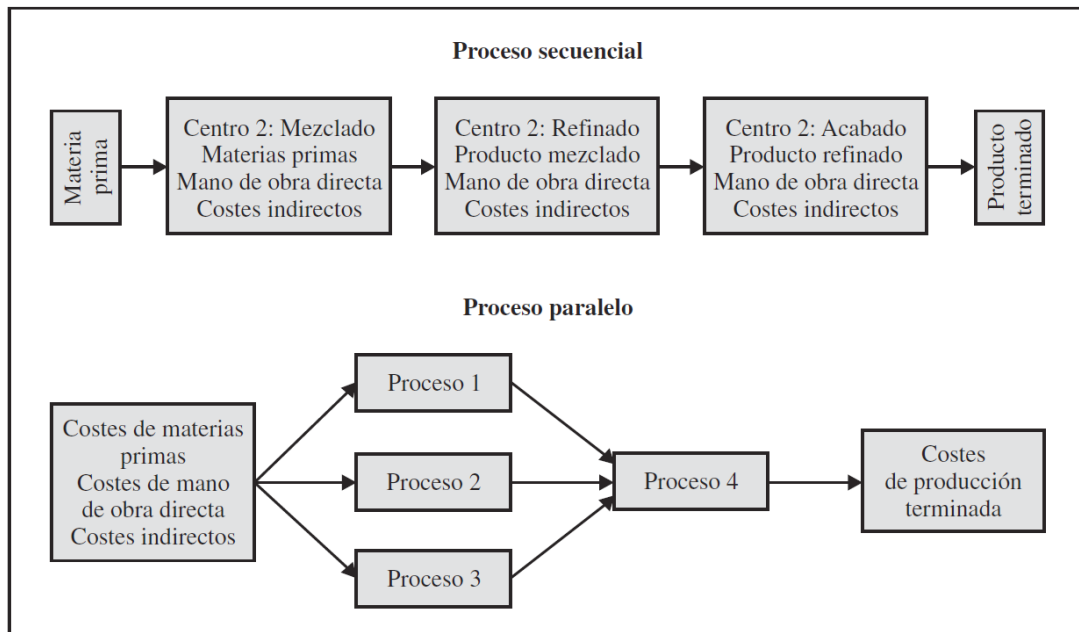 Proceso secuencial
Materia
prima
Centro 2: Mezclado
Materias primas
Mano de obra directa
Costes indirectos
Centro 2: Refinado
Producto mezclado
Mano de obra directa
Costes indirectos
Centro 2: Acabado
Producto refinado
Mano de obra directa
Costes indirectos
Producto
terminado
Proceso paralelo
Costes de materias
primas
Costes de mano
de obra directa
Costes indirectos
Proceso 1
Proceso 2
Proceso 3
Proceso 4
Costes
de producción
terminada